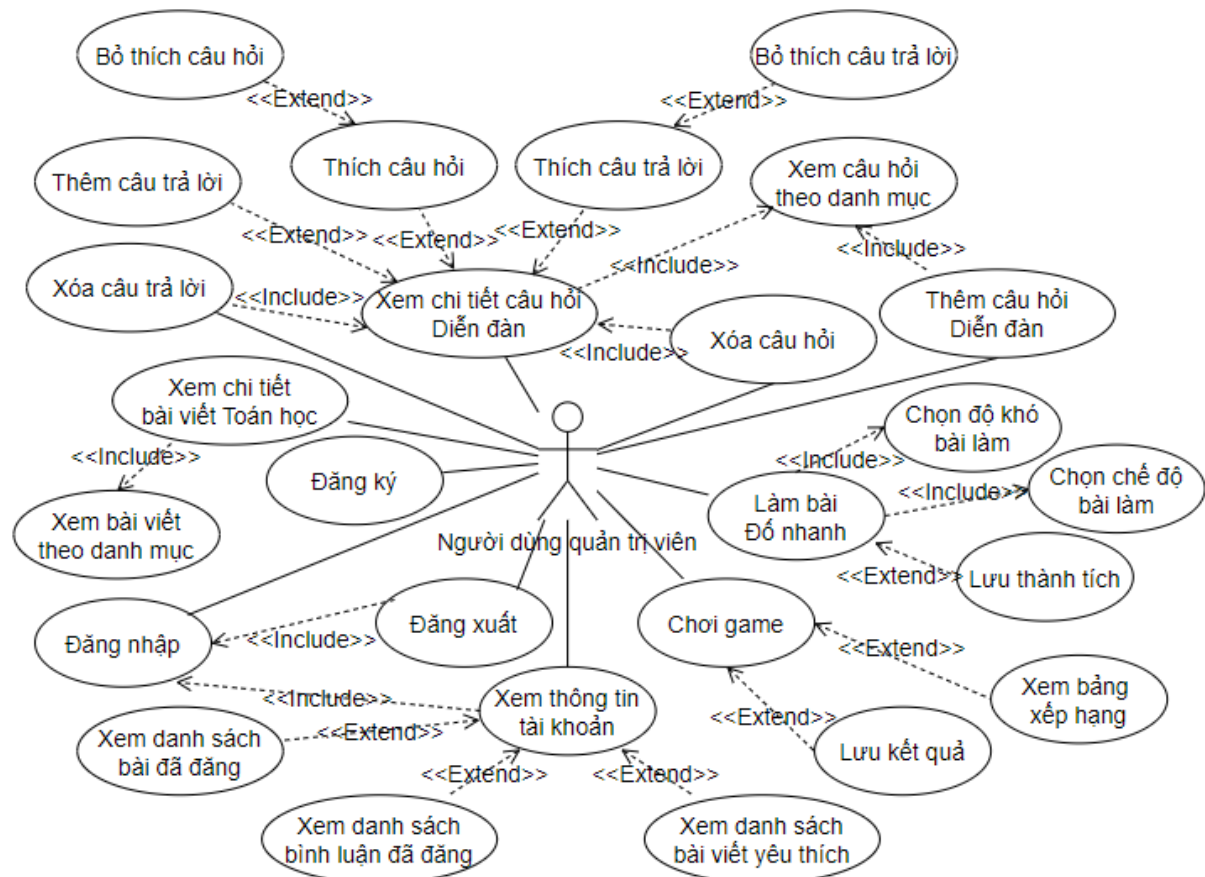 Bỏ thích câu hỏi
Bỏ thích câu trả lời
<<Extend>>
<<Extend>>
Thêm câu trả lời
Thích câu hỏi
Thích câu trả lời
Xem câu hỏi
theo danh mục
<<Extend>>
<<Extend>>
<<Extend>>
<<Include>>
<<Include>>
Xóa câu trả lời
<<Include>>
Xem chi tiết câu hỏi
Diễn đàn
Thêm câu hỏi
Diễn đàn
<<Include>>
Xóa câu hỏi
Xem chi tiết
bài viết Toán học
Chọn độ khó
bài làm
<<Include>>
<<Include>>
Đăng ký
Chọn chế độ
bài làm
<<Include>>
Làm bài
Đố nhanh
Xem bài viết
theo danh mục
Người dùng quản trị viên
<<Extend>>
Lưu thành tích
Đăng nhập
<<Include>>
Đăng xuất
Chơi game
<<Extend>>
<<Include>>
Xem thông tin
tài khoản
Xem bảng
xếp hạng
<<Extend>>
<<Extend>>
Xem danh sách
bài đã đăng
Lưu kết quả
<<Extend>>
<<Extend>>
Xem danh sách
bình luận đã đăng
Xem danh sách
bài viết yêu thích